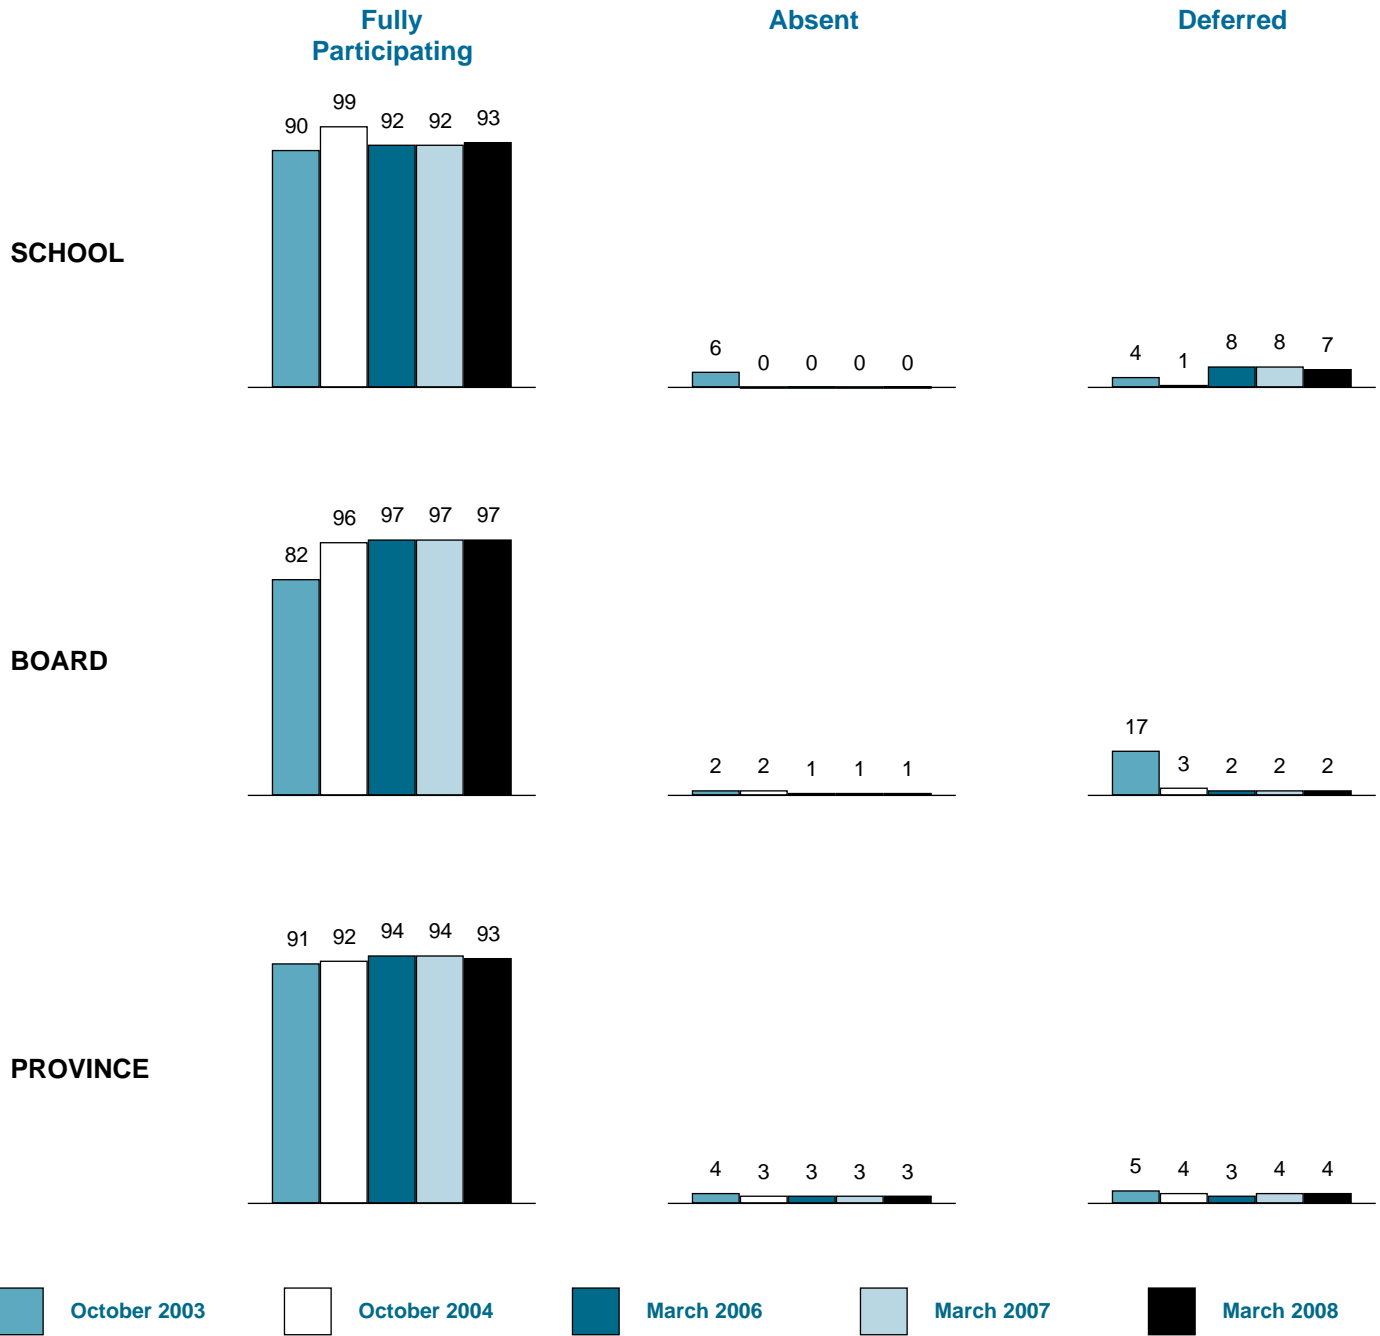 Fully
Participating
Absent
Deferred
SCHOOL
90 99 92 92 93
6 0 0 0 0
4 1 8 8 7
BOARD
82 96 97 97 97
2 2 1 1 1
17 3 2 2 2
PROVINCE
91 92 94 94 93
4 3 3 3 3
5 4 3 4 4
October 2003
October 2004
March 2006
March 2007
March 2008